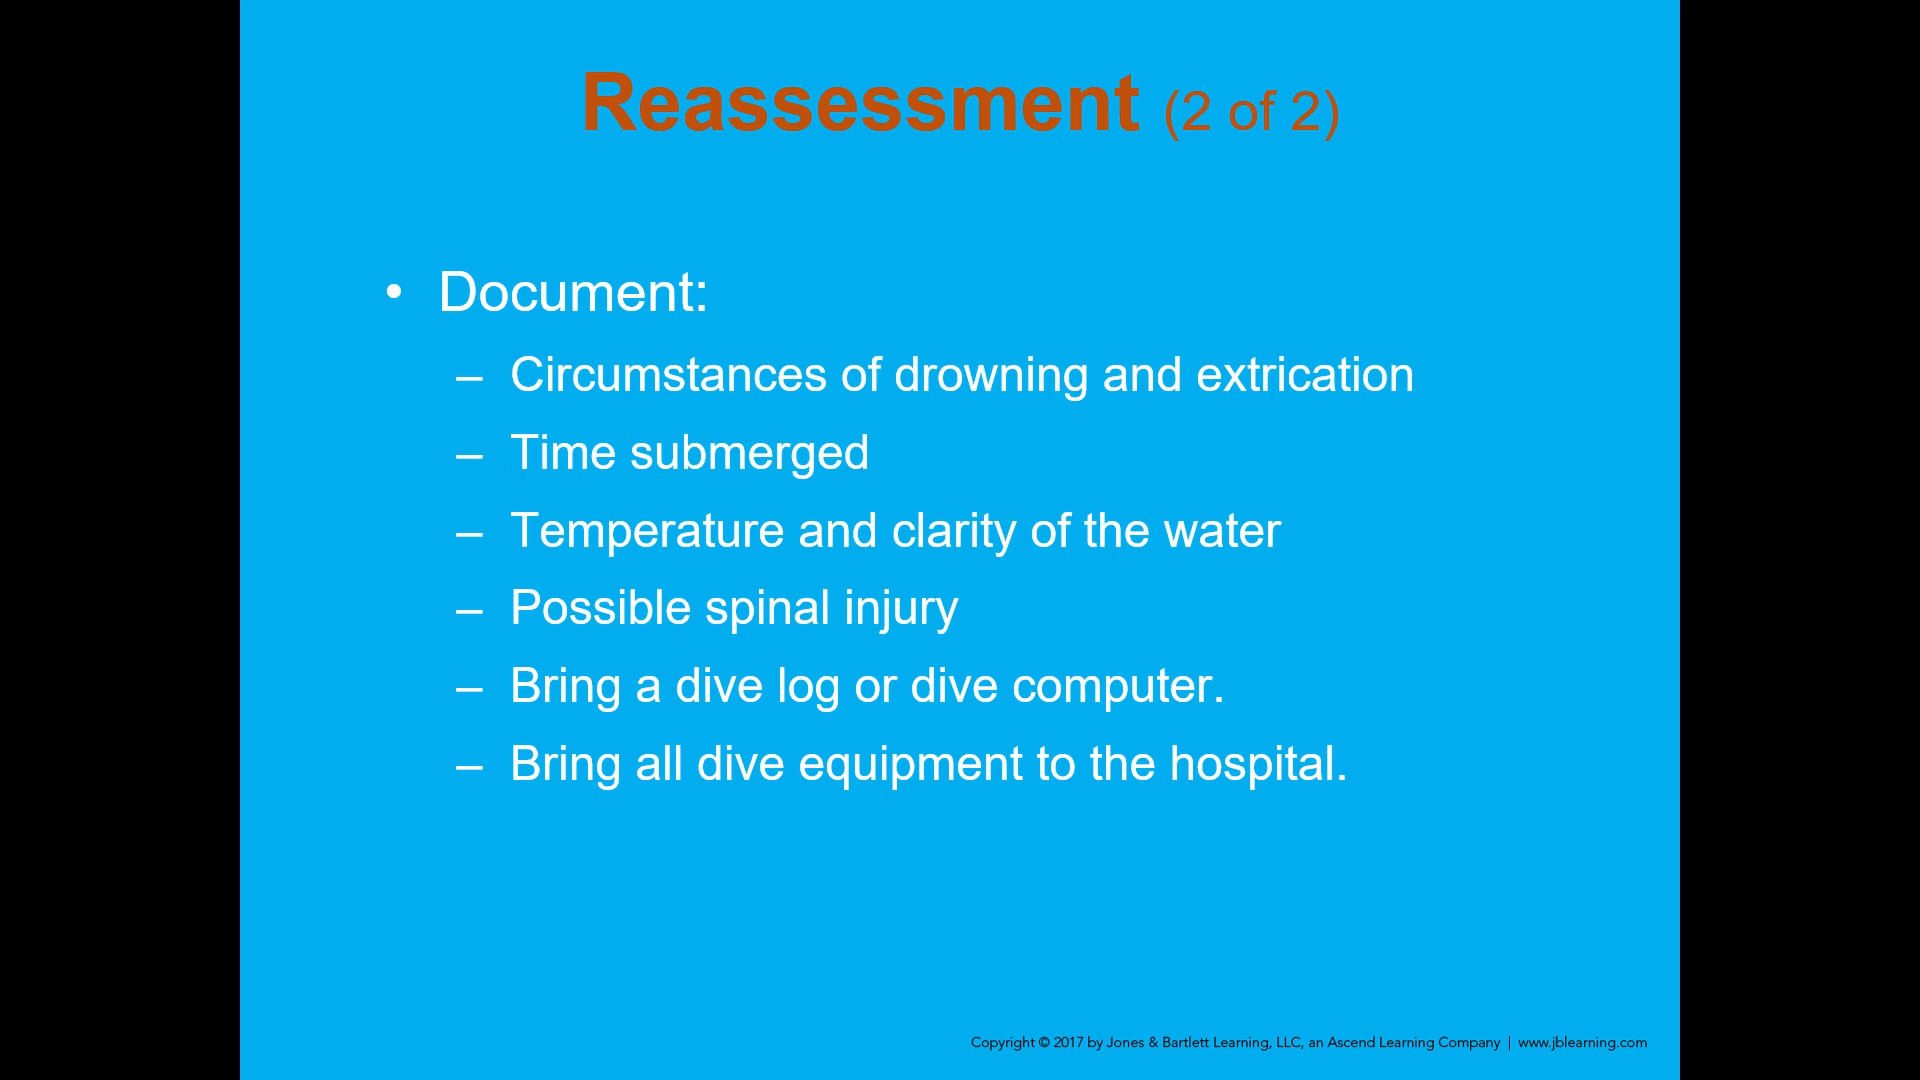 Reassessment (2 of 2)
• Document:
– Circumstances of drowning and extrication
– Time submerged
– Temperature and clarity of the water
– Possible spinal injury
– Bring a dive log or dive computer.
– Bring all dive equipment to the hospital.
Copyright © 2017 by Jones & Bartlett Learning, LLC, an Ascend Learning Company | www.jblearning.com